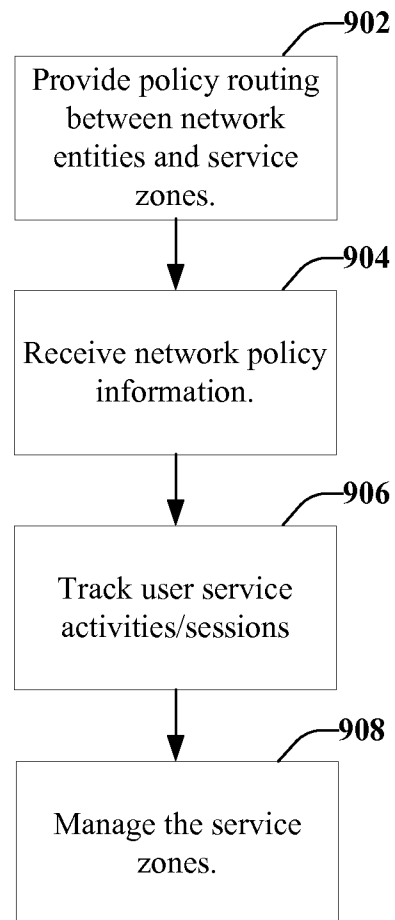 902
Provide policy routing
between network
entities and service
zones.
904
Receive network policy
information.
906
Track user service
activities/sessions
908
Manage the service
zones.